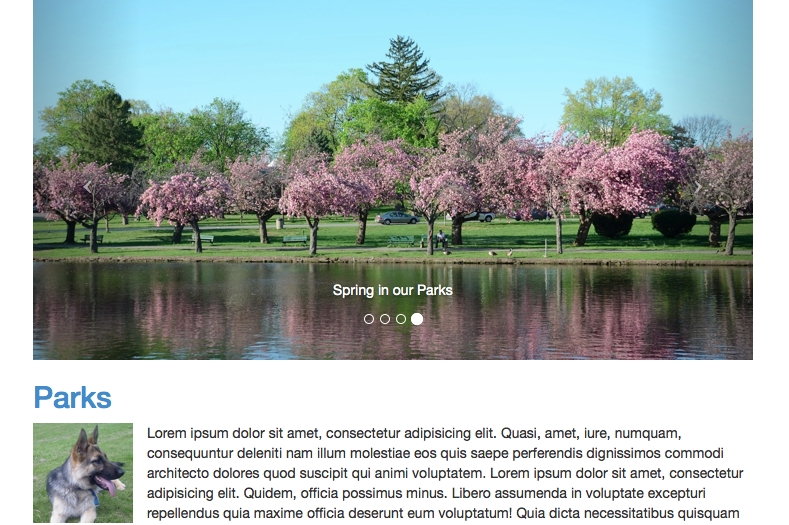 Spring in our Parks
Parks
Lorem ipsum dolor sit amet, consectetur adipisicing elit. Quasi, amet, iure, numquam,
consequuntur deleniti nam illum molestiae eos quis saepe perferendis dignissimos commodi
architecto dolores quod suscipit qui animi voluptatem. Lorem ipsum dolor sit amet, consectetur
adipisicing elit. Quidem, officia possimus minus. Libero assumenda in voluptate excepturi
repellendus quia maxime officia deserunt eum voluptatum! Quia dicta necessitatibus quisquam